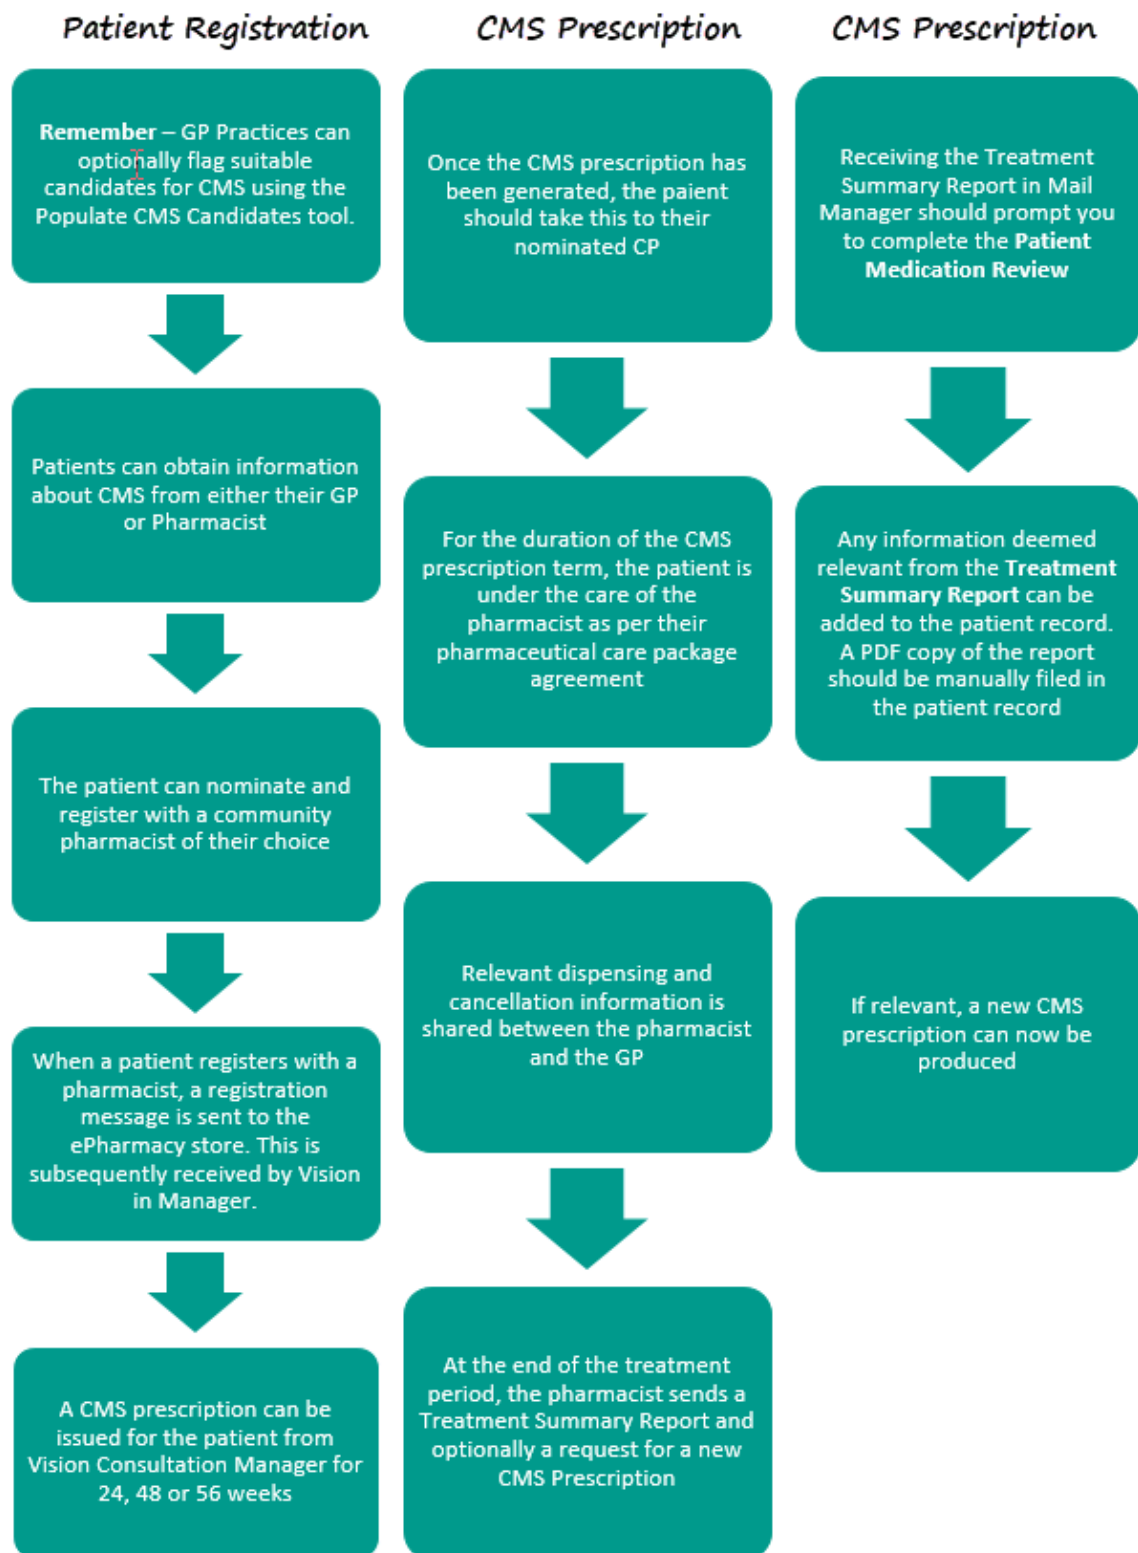 Patient Registration
Remember – GP Practices can
optionally flag suitable
candidates for CMS using the
Populate CMS Candidates tool.
Patients can obtain information
about CMS from either their GP
or Pharmacist
The patient can nominate and
register with a community
pharmacist of their choice
When a patient registers with a
pharmacist, a registration
message is sent to the
ePharmacy store. This is
subsequently received by Vision
in Manager.
A CMS prescription can be
issued for the patient from
Vision Consultation Manager for
24, 48 or 56 weeks
CMS Prescription
Once the CMS prescription has
been generated, the paient
should take this to their
nominated CP
For the duration of the CMS
prescription term, the patient is
under the care of the
pharmacist as per their
pharmaceutical care package
agreement
Relevant dispensing and
cancellation information is
shared between the pharmacist
and the GP
At the end of the treatment
period, the pharmacist sends a
Treatment Summary Report and
optionally a request for a new
CMS Prescription
CMS Prescription
Receiving the Treatment
Summary Report in Mail
Manager should prompt you
to complete the Patient
Medication Review
Any information deemed
relevant from the Treatment
Summary Report can be
added to the patient record.
A PDF copy of the report
should be manually filed in
the patient record
If relevant, a new CMS
prescription can now be
produced